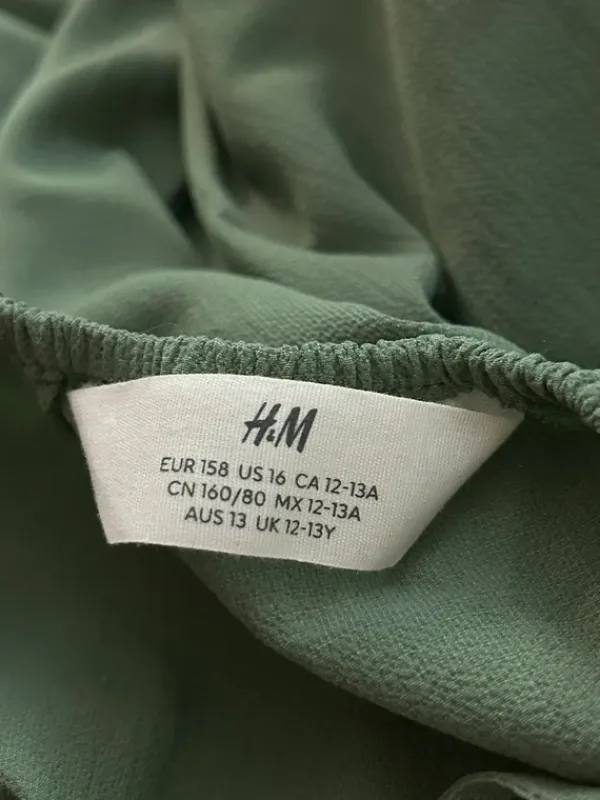 H&M
EUR 158 US 16 CA 12-13A
CN 160/80 MX 12-13A
AUS 13 UK 12-13Y